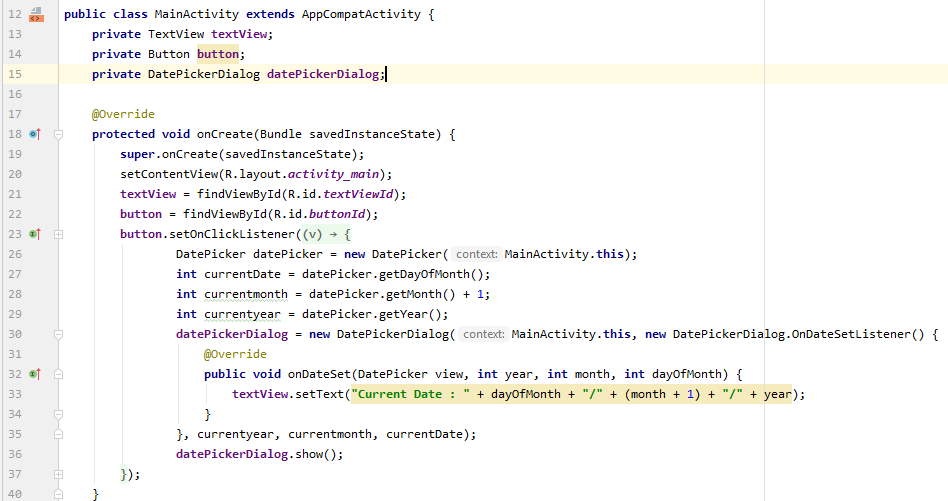 12 public class MainActivity extends AppCompatActivity {
13 private TextView textView;
14 private Button button;
15 private DatePickerDialog datePickerDialog;
16
17 @Override
18 protected void onCreate(Bundle savedInstanceState) {
19 super.onCreate(savedInstanceState);
20 setContentView(R.layout.activity_main);
21 textView = findViewById(R.id.textViewId);
22 button = findViewById(R.id.buttonId);
23 button.setOnClickListener((v) → {
26 DatePicker datePicker = new DatePicker( context: MainActivity.this);
27 int currentDate = datePicker.getDayOfMonth();
28 int currentmonth = datePicker.getMonth() + 1;
29 int currentyear = datePicker.getYear();
30 datePickerDialog = new DatePickerDialog( context: MainActivity.this, new DatePickerDialog.OnDateSetListener() {
31 @Override
32 public void onDateSet(DatePicker view, int year, int month, int dayOfMonth) {
33 textView.setText("Current Date : " + dayOfMonth + "/" + (month + 1) + "/" + year);
34 }
35 }, currentyear, currentmonth, currentDate);
36 datePickerDialog.show();
37 });
40 }